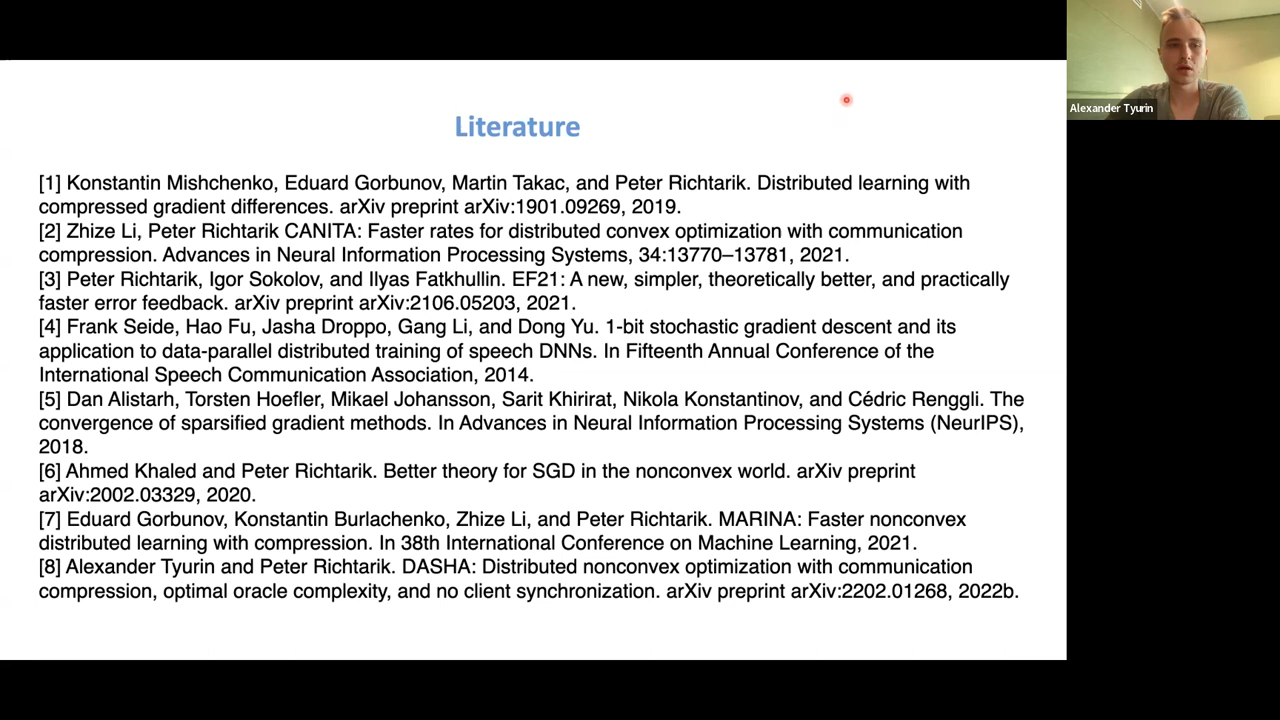 Literature
[1] Konstantin Mishchenko, Eduard Gorbunov, Martin Takac, and Peter Richtarik. Distributed learning with
compressed gradient differences. arXiv preprint arXiv:1901.09269, 2019.
[2] Zhize Li, Peter Richtarik CANITA: Faster rates for distributed convex optimization with communication
compression. Advances in Neural Information Processing Systems, 34:13770–13781, 2021.
[3] Peter Richtarik, Igor Sokolov, and Ilyas Fatkhullin. EF21: A new, simpler, theoretically better, and practically
faster error feedback. arXiv preprint arXiv:2106.05203, 2021.
[4] Frank Seide, Hao Fu, Jasha Droppo, Gang Li, and Dong Yu. 1-bit stochastic gradient descent and its
application to data-parallel distributed training of speech DNNs. In Fifteenth Annual Conference of the
International Speech Communication Association, 2014.
[5] Dan Alistarh, Torsten Hoefler, Mikael Johansson, Sarit Khirirat, Nikola Konstantinov, and Cédric Renggli. The
convergence of sparsified gradient methods. In Advances in Neural Information Processing Systems (NeurIPS),
2018.
[6] Ahmed Khaled and Peter Richtarik. Better theory for SGD in the nonconvex world. arXiv preprint
arXiv:2002.03329, 2020.
[7] Eduard Gorbunov, Konstantin Burlachenko, Zhize Li, and Peter Richtarik. MARINA: Faster nonconvex
distributed learning with compression. In 38th International Conference on Machine Learning, 2021.
[8] Alexander Tyurin and Peter Richtarik. DASHA: Distributed nonconvex optimization with communication
compression, optimal oracle complexity, and no client synchronization. arXiv preprint arXiv:2202.01268, 2022b.
Alexander Tyurin